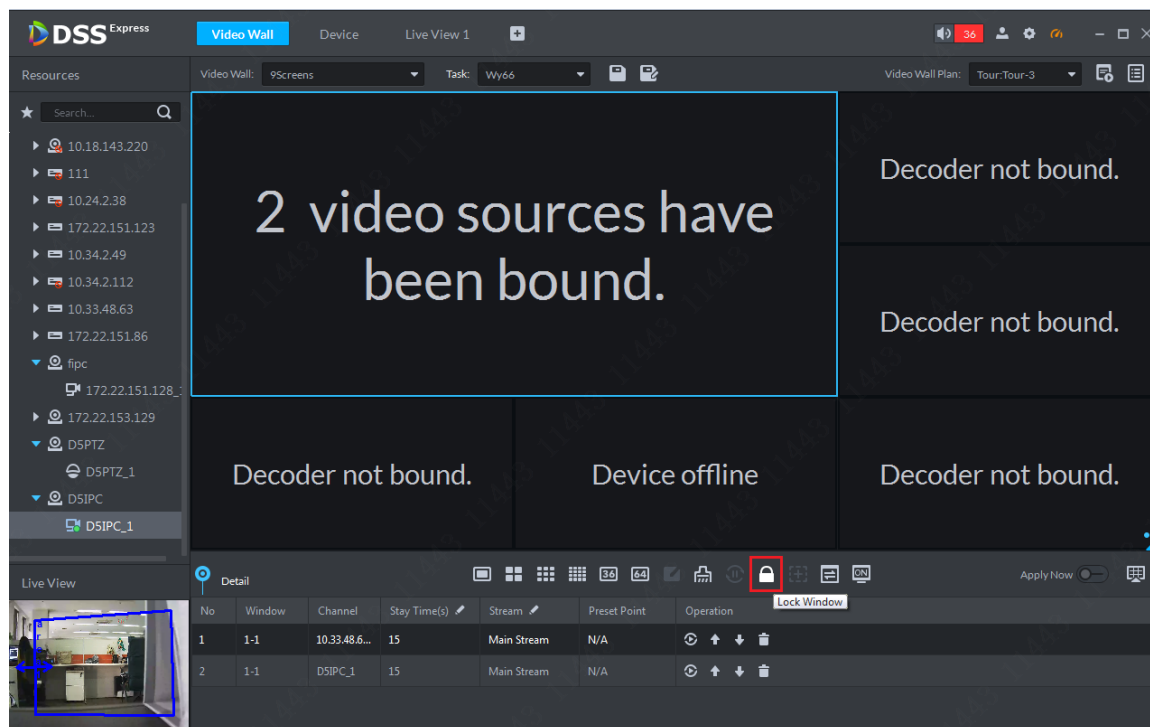 DSS Express
Video Wall
Device
Live View 1
36
Resources
Video Wall:
9Screens
Task:
Wy66
Video Wall Plan:
Tour:Tour-3
Search...
10.18.143.220
111
10.24.2.38
172.22.151.123
10.34.2.49
10.34.2.112
10.33.48.63
172.22.151.86
fipc
172.22.151.128_
172.22.153.129
D5PTZ
D5PTZ_1
D5IPC
D5IPC_1
2 video sources have
been bound.
Decoder not bound.
Decoder not bound.
Decoder not bound.
Device offline
Decoder not bound.
Live View
Detail
36
64
ON
Apply Now
Lock Window
No Window Channel Stay Time(s) Stream Preset Point Operation
1 1-1 10.33.48.6... 15 Main Stream N/A
2 1-1 D5IPC_1 15 Main Stream N/A
11443 11443